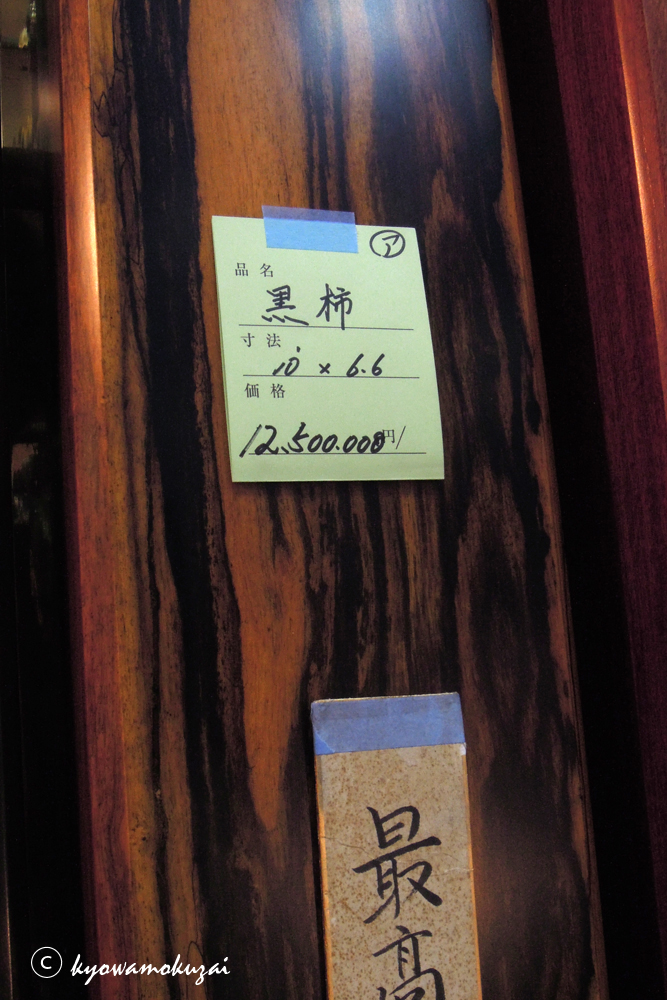 ア
品名
黒柿
寸法
10 × 6.6
価格
12,500.000円/
最高
© kyowamokuzai